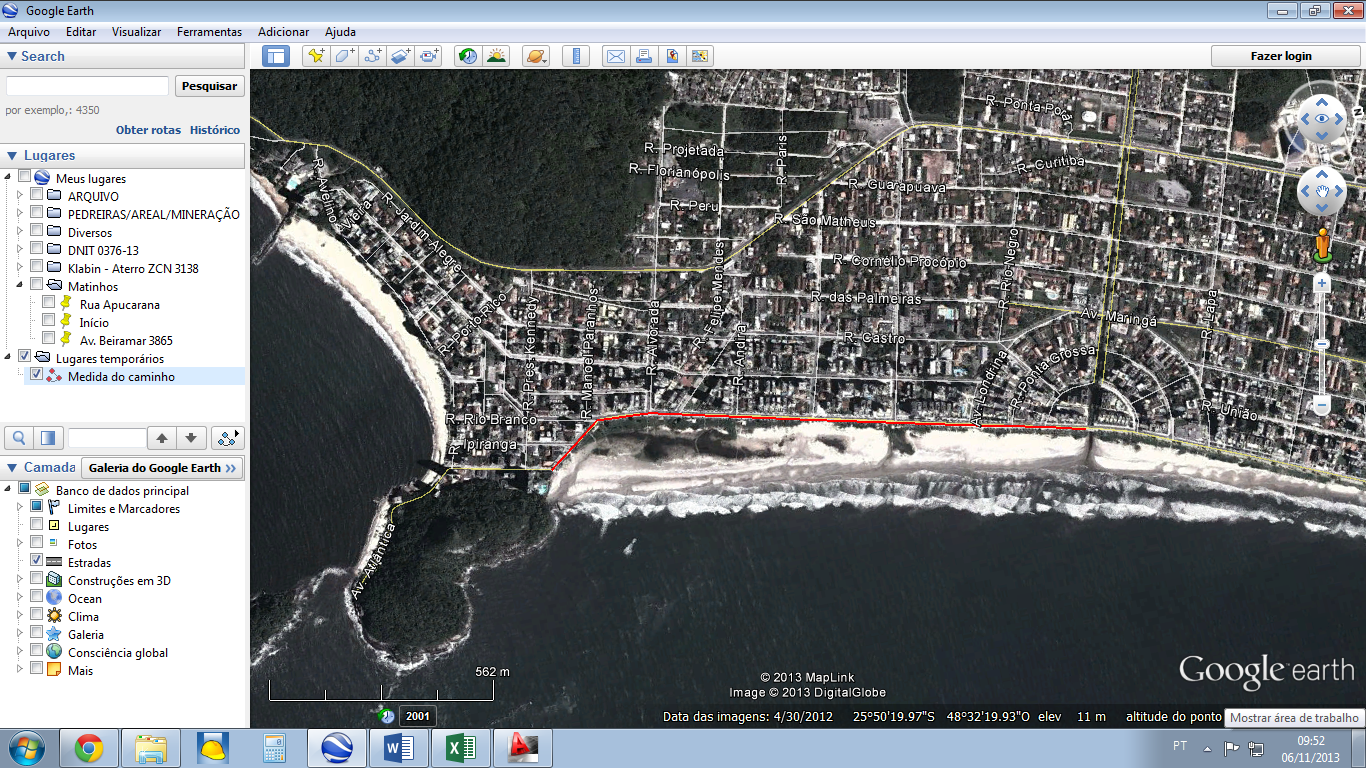 Google Earth
Arquivo Editar Visualizar Ferramentas Adicionar Ajuda
Search
Pesquisar
por exemplo,: 4350
Obter rotas Histórico
Lugares
Meus lugares
ARQUIVO
PEDREIRAS/AREAL/MINERAÇÃO
Diversos
DNIT 0376-13
Klabin - Aterro ZCN 3138
Matinhos
Rua Apucarana
Início
Av. Beiramar 3865
Lugares temporários
Medida do caminho
Camada
Galeria do Google Earth >>
Banco de dados principal
Limites e Marcadores
Lugares
Fotos
Estradas
Construções em 3D
Ocean
Clima
Galeria
Consciência global
Mais
Fazer login
R. Ponta Porã
R. Projetada
R. Paris
R. Curitiba
R. Florianópolis
R. Avelino Vieira
R. Jardim Alegre
R. Guarapuava
R. Peru
R. São Matheus
R. Felipe Mendes
R. Rio Negro
R. Cornélio Procópio
R. Porto Rico
R. Pres. Kennedy
R. Manoel Paranhos
R. Alvorada
R. das Palmeiras
Av. Maringá
R. Lapa
R. Andirá
R. Castro
Av. Londrina
R. Ponta Grossa
R. Rio Branco
R. União
R. Ipiranga
Av. Atlântica
562 m
2001
© 2013 MapLink
Image © 2013 DigitalGlobe
Google earth
Data das imagens: 4/30/2012 25°50'19.97"S 48°32'19.93"O elev 11 m altitude do ponto
Mostrar área de trabalho
PT
09:52
06/11/2013